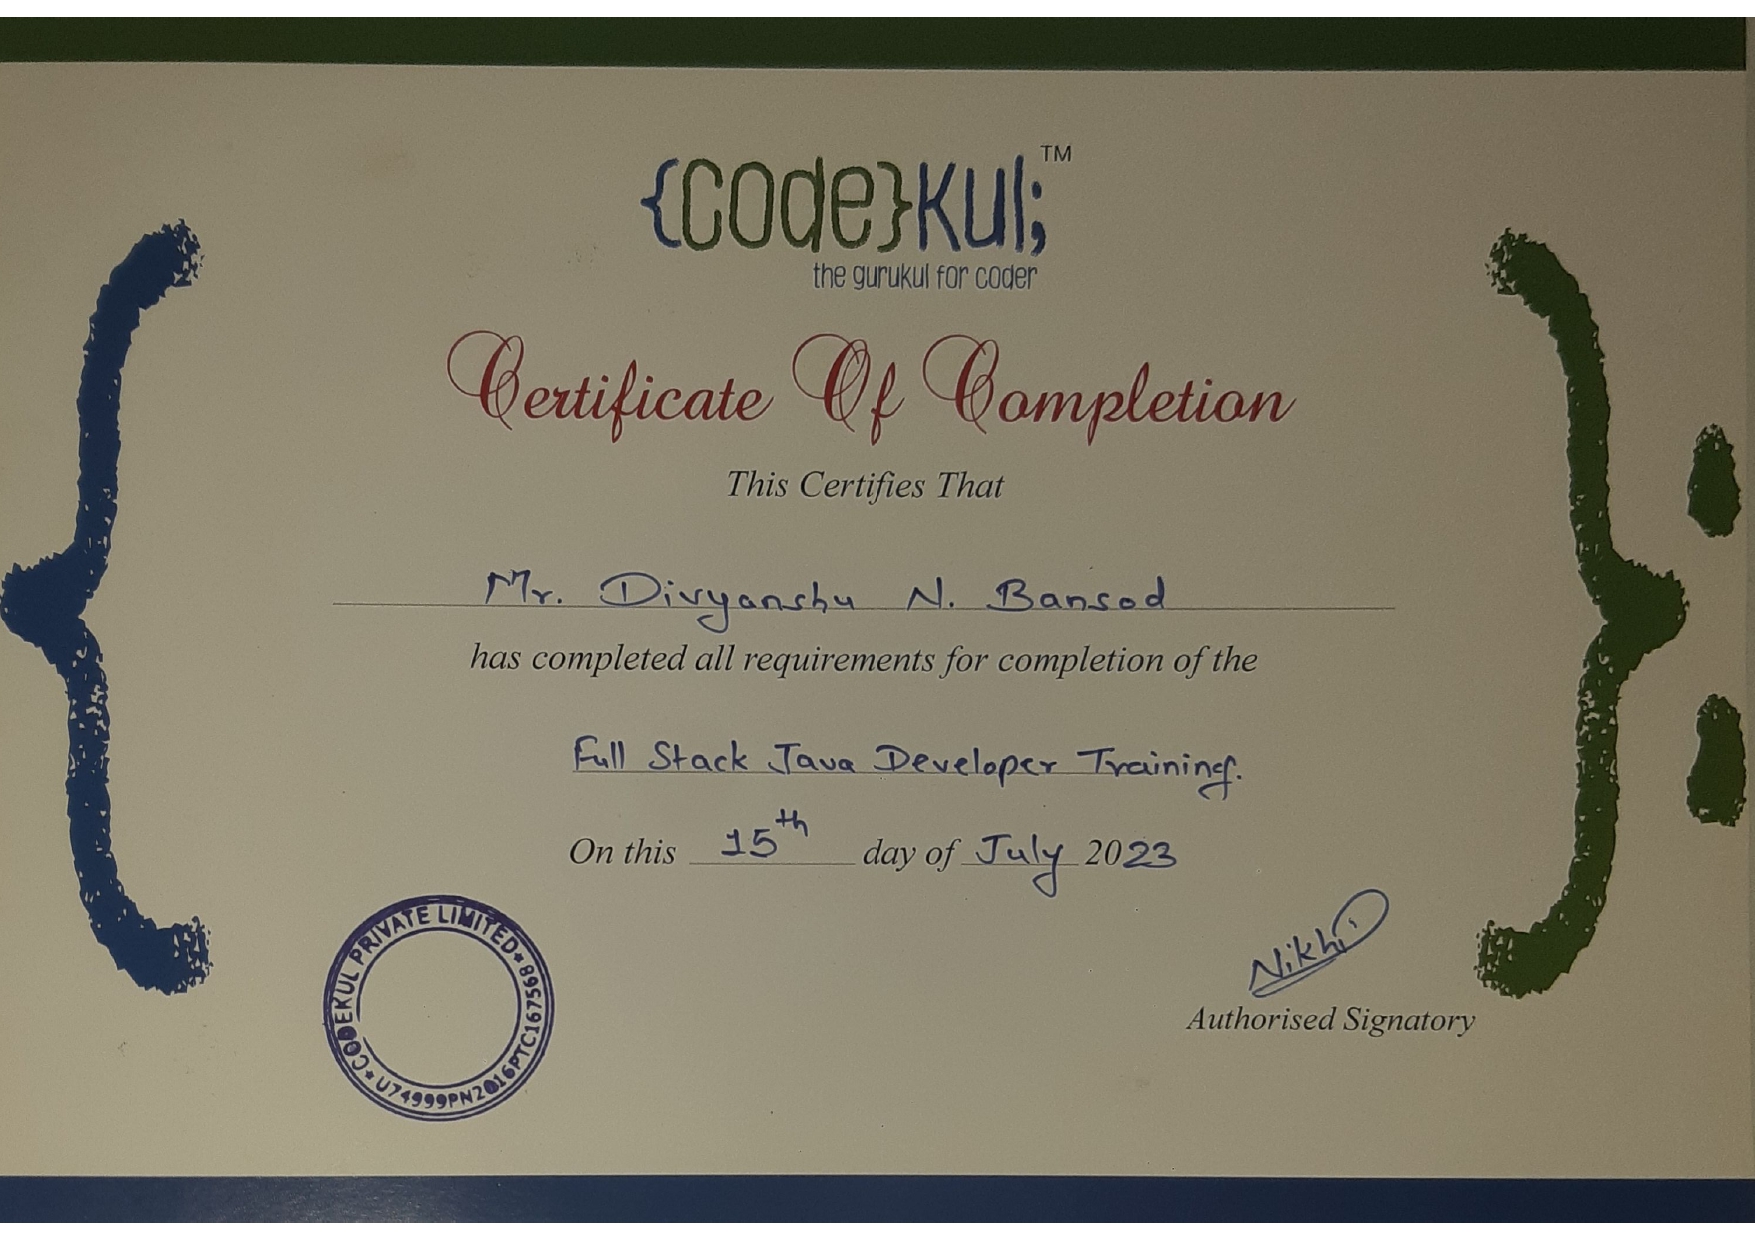 {code}kul;™
the gurukul for coder
Certificate Of Completion
This Certifies That
Mr. Divyanshu N. Bansod
has completed all requirements for completion of the
Full Stack Java Developer Training.
On this 15th day of July 2023
CODEKUL PRIVATE LIMITED * U74999PN2016PTC167568 *
Nikhil
Authorised Signatory